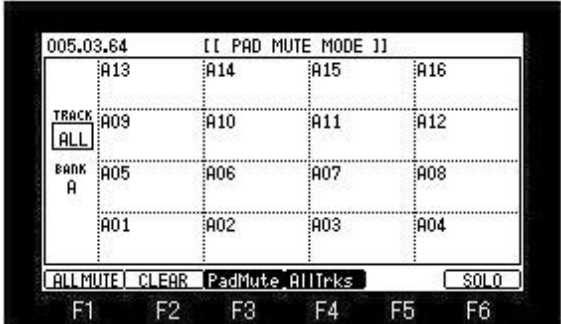 005.03.64 [[ PAD MUTE MODE ]]
A13 A14 A15 A16
TRACK
ALL
A09 A10 A11 A12
BANK
A
A05 A06 A07 A08
A01 A02 A03 A04
ALLMUTE CLEAR PadMute AllTrks SOLO
F1 F2 F3 F4 F5 F6